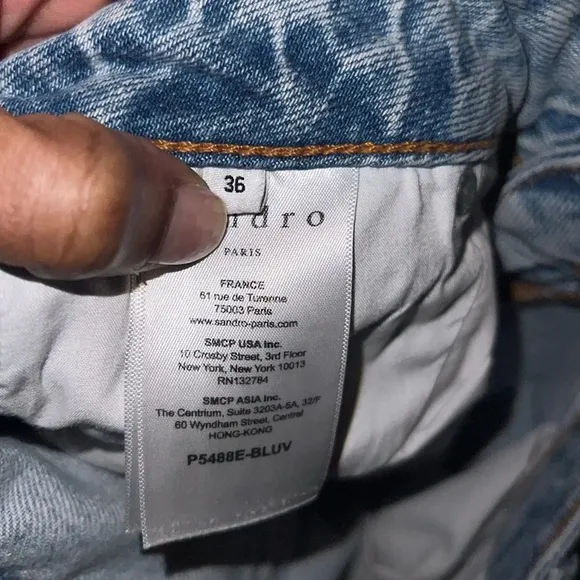 36
ndro
PARIS
FRANCE
61 rue de Turenne
75003 Paris
www.sandro-paris.com
SMCP USA Inc.
10 Crosby Street, 3rd Floor
New York, New York 10013
RN132784
SMCP ASIA Inc.
The Centrium, Suite 3203A-5A, 32/F
60 Wyndham Street, Central
HONG-KONG
P5488E-BLUV